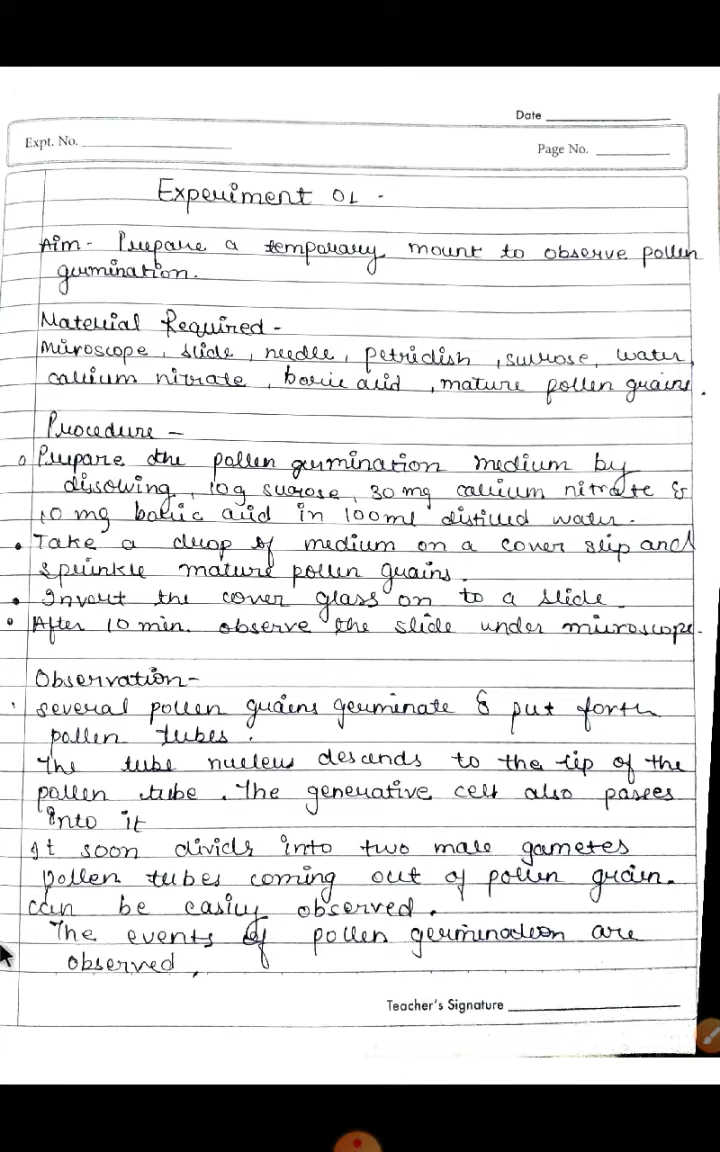 Date
Expt. No.
Page No.
Experiment 01 -
Aim - Prepare a temporary mount to observe pollen
germination.
Material Required -
Microscope, slide, needle, petridish, sucrose, water,
calcium nitrate, boric acid, mature pollen grains.
Procedure -
Prepare the pollen germination medium by
dissowing, 10g sucrose, 30 mg calcium nitrate &
10 mg boric acid in 100ml distilled water.
• Take a drop of medium on a cover slip and
sprinkle mature pollen grains.
• Invert the cover glass on to a slide.
• After 10 min. observe the slide under microscope.
Observation -
several pollen grains germinate & put forth
pollen tubes.
The tube nucleus descends to the tip of the
pollen tube. The generative cell also passes
into it
It soon divids into two male gametes
pollen tubes coming out of pollen grain.
can be easily observed.
The events of pollen germination are
observed.
Teacher's Signature